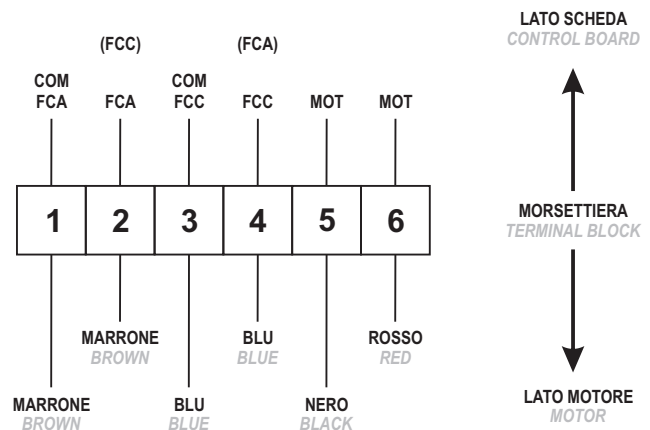 LATO SCHEDA
CONTROL BOARD
(FCC) (FCA)
COM COM
FCA FCA FCC FCC MOT MOT
1 2 3 4 5 6
MORSETTIERA
TERMINAL BLOCK
MARRONE BLU ROSSO
BROWN BLUE RED
MARRONE BLU NERO
BROWN BLUE BLACK
LATO MOTORE
MOTOR